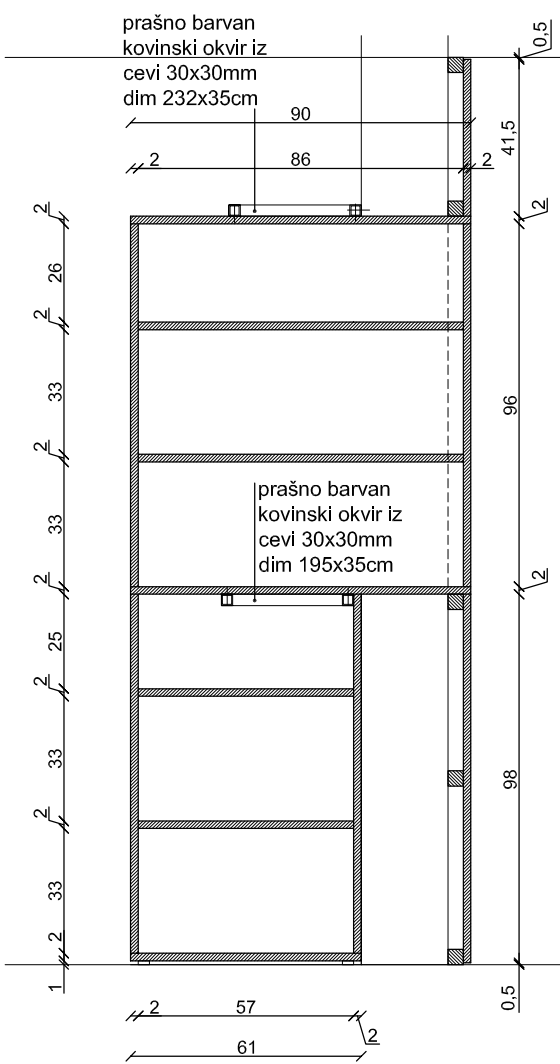 prašno barvan
kovinski okvir iz
cevi 30x30mm
dim 232x35cm
90
2 86 2
0,5
41,5
2
96
2
98
0,5
2
26
2
33
2
33
2
25
2
33
2
33
2
1
prašno barvan
kovinski okvir iz
cevi 30x30mm
dim 195x35cm
2 57 2
61